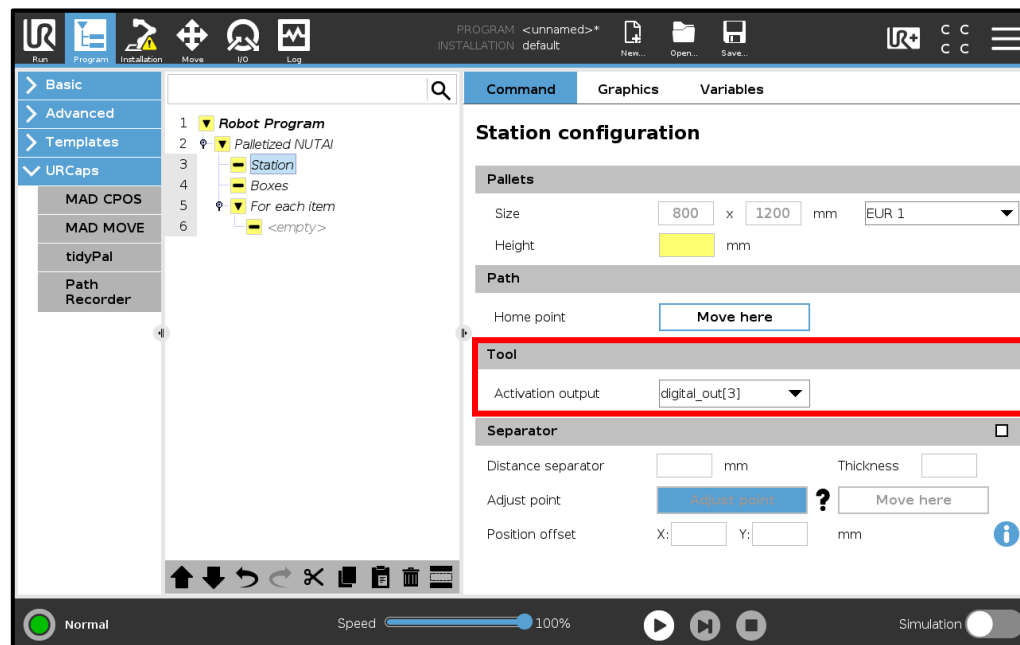 PROGRAM <unnamed>*
INSTALLATION default
UR
Run
Program
Installation
Move
I/O
Log
New...
Open...
Save...
UR+
C C
C C
Basic
Advanced
Templates
URCaps
MAD CPOS
MAD MOVE
tidyPal
Path
Recorder
1 Robot Program
2 Palletized NUTAI
3 Station
4 Boxes
5 For each item
6 <empty>
Command Graphics Variables
Station configuration
Pallets
Size 800 x 1200 mm EUR 1
Height mm
Path
Home point Move here
Tool
Activation output digital_out[3]
Separator
Distance separator mm Thickness
Adjust point Adjust point ? Move here
Position offset X: Y: mm i
Normal Speed 100% Simulation